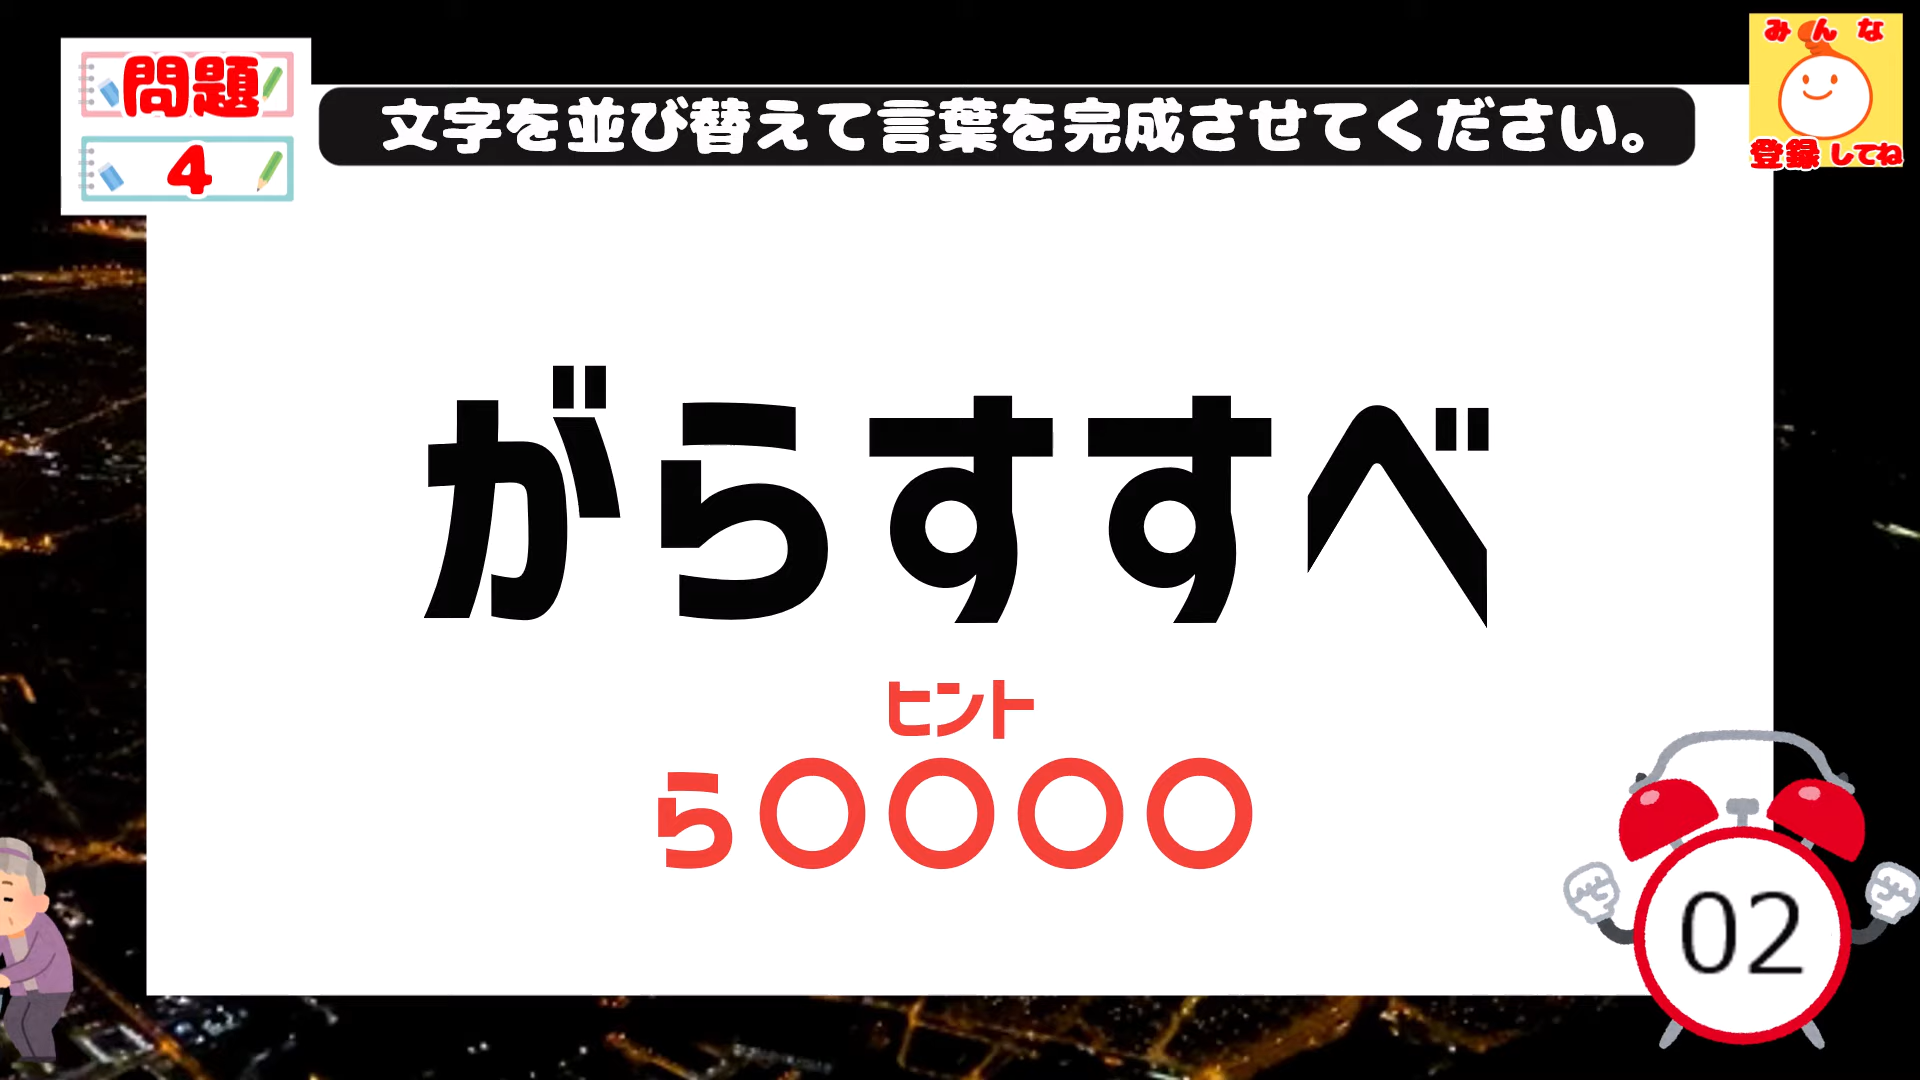 問題
4
文字を並び替えて言葉を完成させてください。
みんな
登録してね
がらすすべ
ヒント
ら〇〇〇〇
02